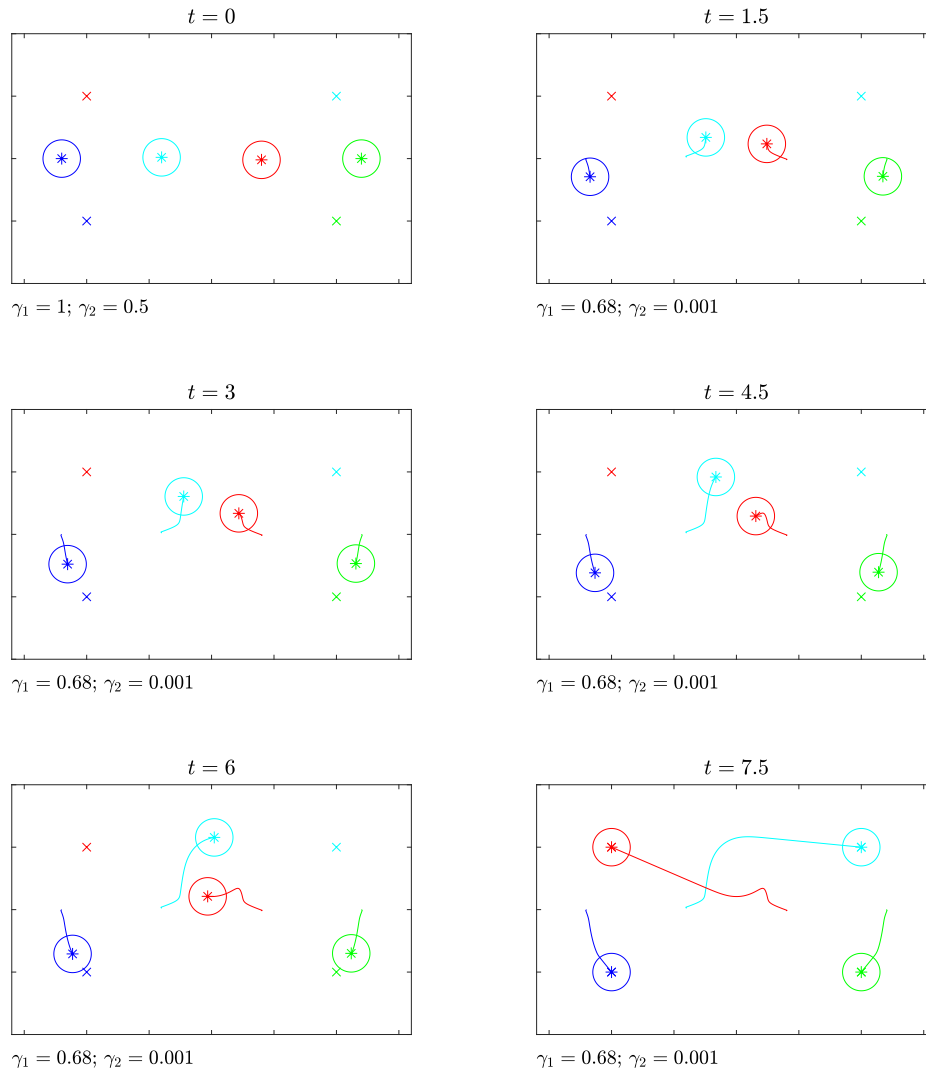 t = 0
t = 1.5
γ₁ = 1; γ₂ = 0.5
γ₁ = 0.68; γ₂ = 0.001
t = 3
t = 4.5
γ₁ = 0.68; γ₂ = 0.001
γ₁ = 0.68; γ₂ = 0.001
t = 6
t = 7.5
γ₁ = 0.68; γ₂ = 0.001
γ₁ = 0.68; γ₂ = 0.001